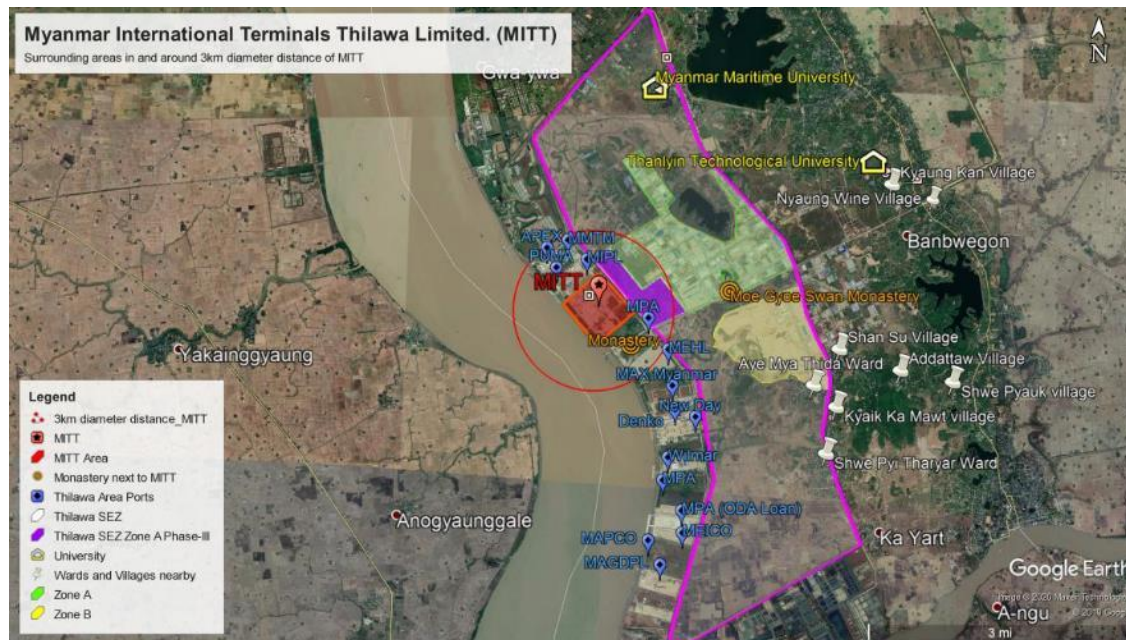 Myanmar International Terminals Thilawa Limited. (MITT)
Surrounding areas in and around 3km diameter distance of MITT
N
Gwa-ywa
Myanmar Maritime University
Thanlyin Technological University
Kyaung Kan Village
Nyaung Wine Village
Banbwegon
APEX
MMTM
PUMA
MIPL
MITT
MPA
Moe Gyoe Swan Monastery
Monastery
MEHL
Shan Su Village
Yakainggyaung
Aye Mya Thida Ward
Addattaw Village
MAX Myanmar
Shwe Pyauk village
New Day
Denko
Kyaik Ka Mawt village
Wilmar
Shwe Pyi Tharyar Ward
MPA
MPA (ODA Loan)
Anogyaunggale
MEICO
MAPCO
Ka Yart
MAGDPL
Google Earth
A-ngu
3 mi
Legend
3km diameter distance_MITT
MITT
MITT Area
Monastery next to MITT
Thilawa Area Ports
Thilawa SEZ
Thilawa SEZ Zone A Phase-III
University
Wards and Villages nearby
Zone A
Zone B